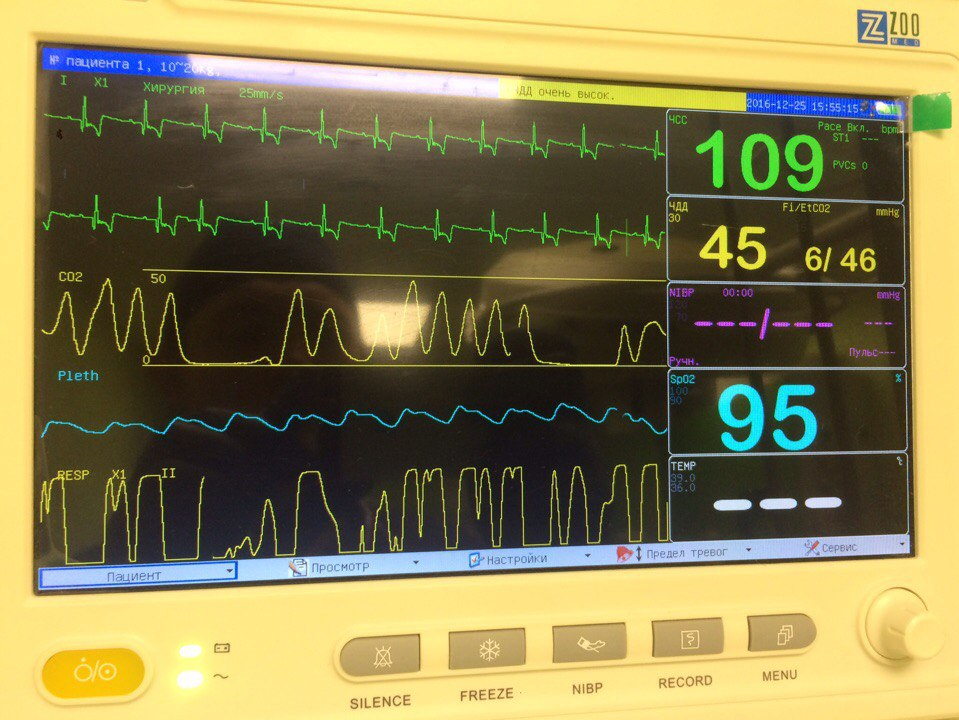 ZOO
MED
№ пациента 1, 10~20kg,
ЧДД очень высок.
2016-12-25 15:55:15
I X1 Хирургия 25mm/s
ЧСС
Pace Вкл. bpm
109
ST1 ---
PVCs 0
ЧДД
30
Fi/EtCO2 mmHg
45 6/ 46
CO2
50
0
NIBP 00:00 mmHg
---/--- ---
Ручн.
Пульс---
Pleth
SpO2 %
100
90
95
RESP X1 II
TEMP ℃
39.0
36.0
---
Пациент
Просмотр
Настройки
Предел тревог
Сервис
SILENCE
FREEZE
NIBP
RECORD
MENU